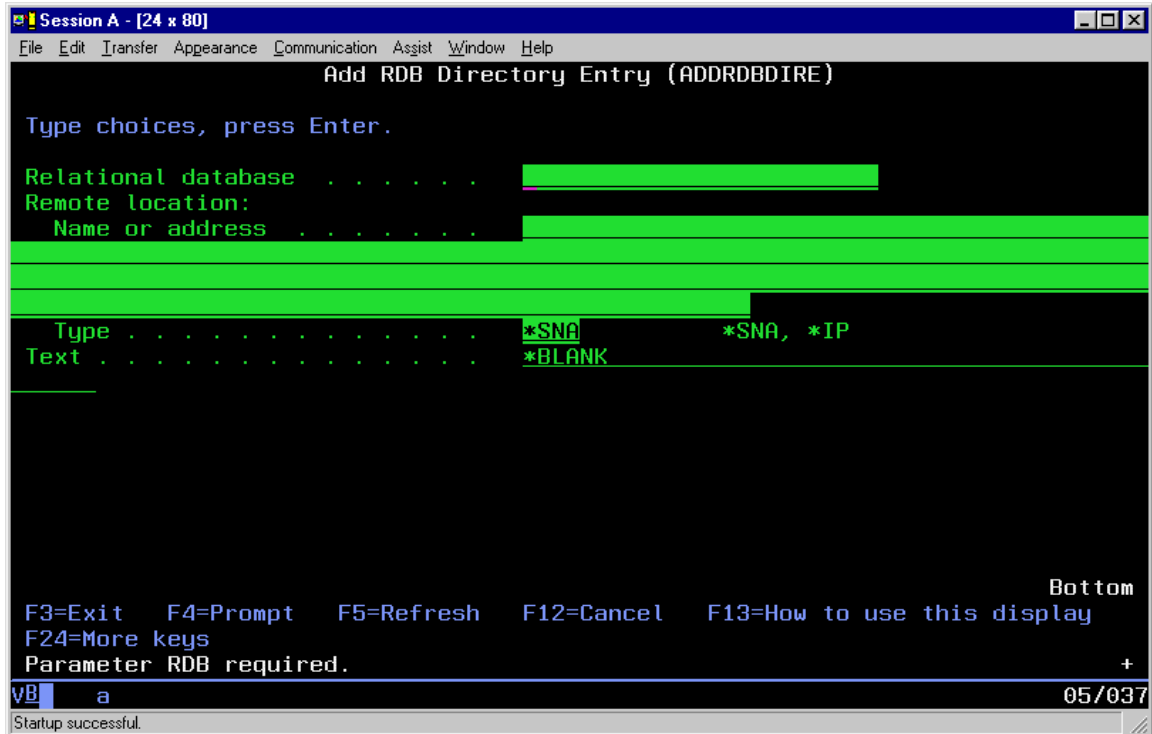 Session A - [24 x 80]
File Edit Transfer Appearance Communication Assist Window Help
Add RDB Directory Entry (ADDRDBDIRE)
Type choices, press Enter.
Relational database . . . . . .
Remote location:
Name or address . . . . . . .
Type . . . . . . . . . . . . . *SNA *SNA, *IP
Text . . . . . . . . . . . . . . *BLANK
Bottom
F3=Exit F4=Prompt F5=Refresh F12=Cancel F13=How to use this display
F24=More keys
Parameter RDB required. +
VB a 05/037
Startup successful.